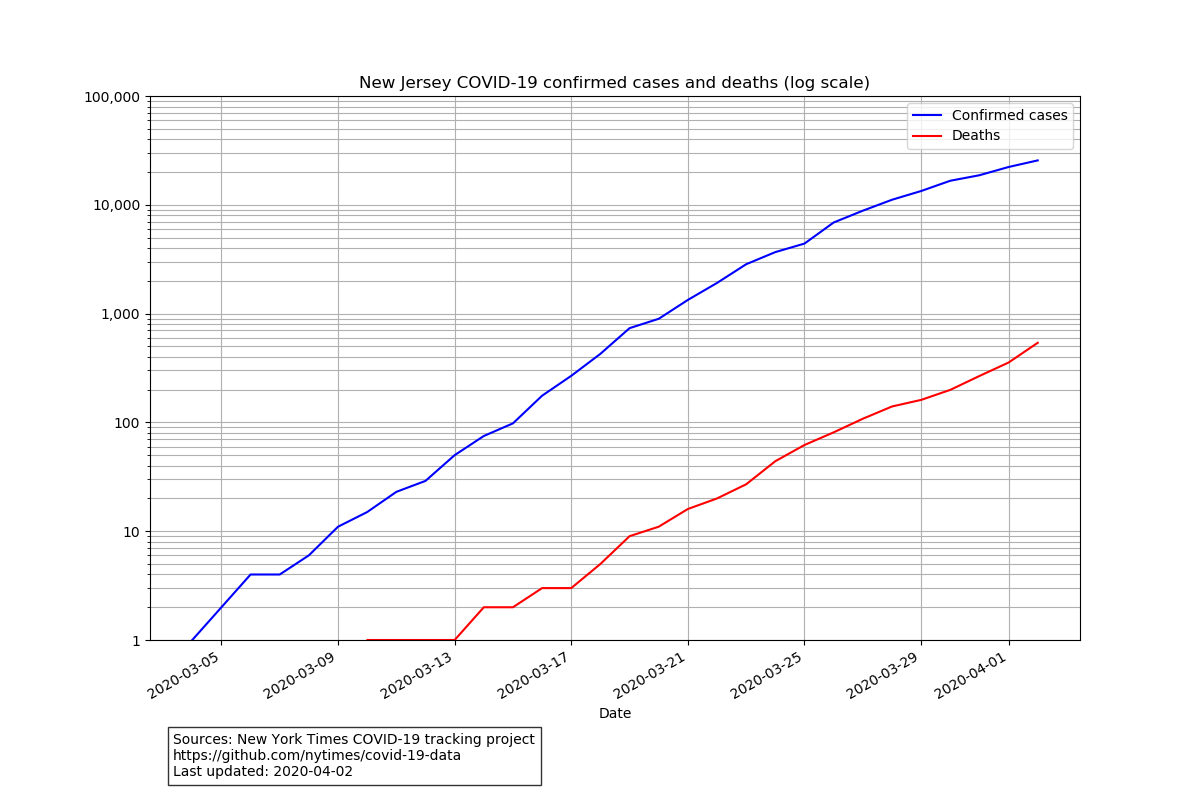 New Jersey COVID-19 confirmed cases and deaths (log scale)
100,000
10,000
1,000
100
10
1
Confirmed cases
Deaths
2020-03-05
2020-03-09
2020-03-13
2020-03-17
2020-03-21
2020-03-25
2020-03-29
2020-04-01
Date
Sources: New York Times COVID-19 tracking project
https://github.com/nytimes/covid-19-data
Last updated: 2020-04-02